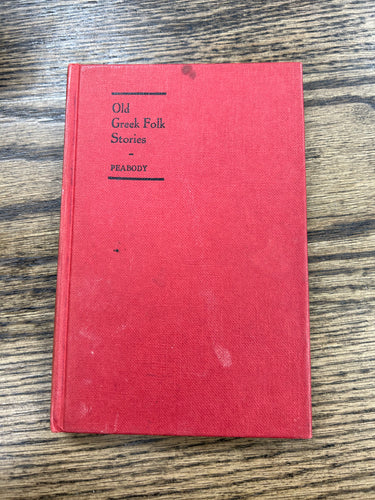 Old
Greek Folk
Stories
-
PEABODY